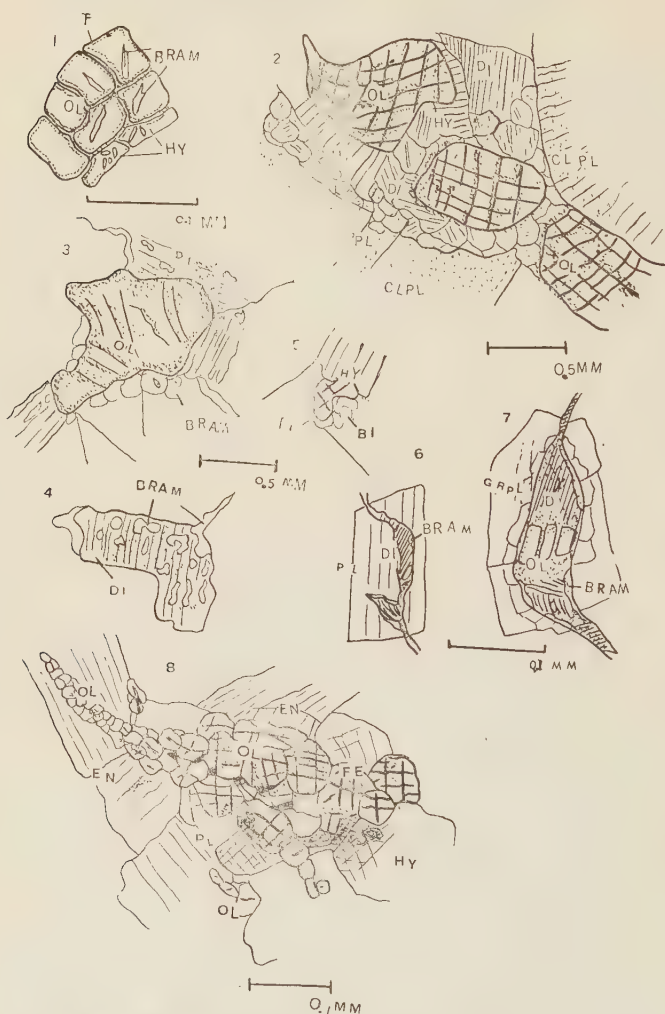 1
F
BRAM
OL
HY
2
OL
DI
HY
CLPL
DI
PL
CLPL
OL
0.5MM
3
DI
OL
BRAM
0.5 MM
5
HY
BI
4
BRAM
DI
6
PL
DI
BRAM
7
GRPL
DI
OL
BRAM
0.1 MM
8
OL
EN
EN
OL
FE
PL
HY
OL
0.1MM